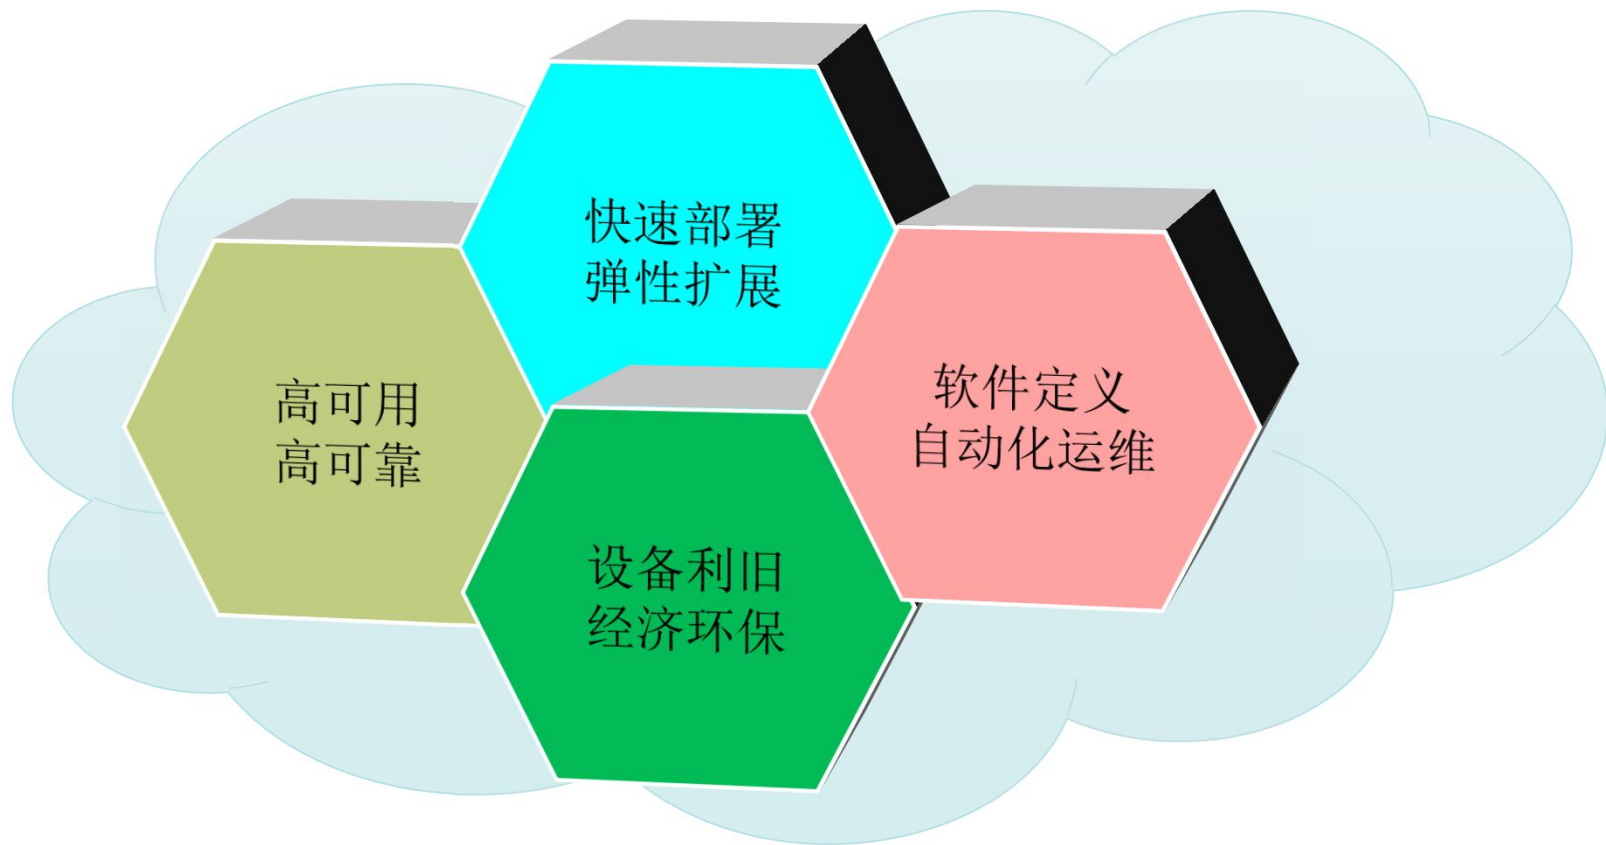 快速部署
弹性扩展
高可用
高可靠
软件定义
自动化运维
设备利旧
经济环保